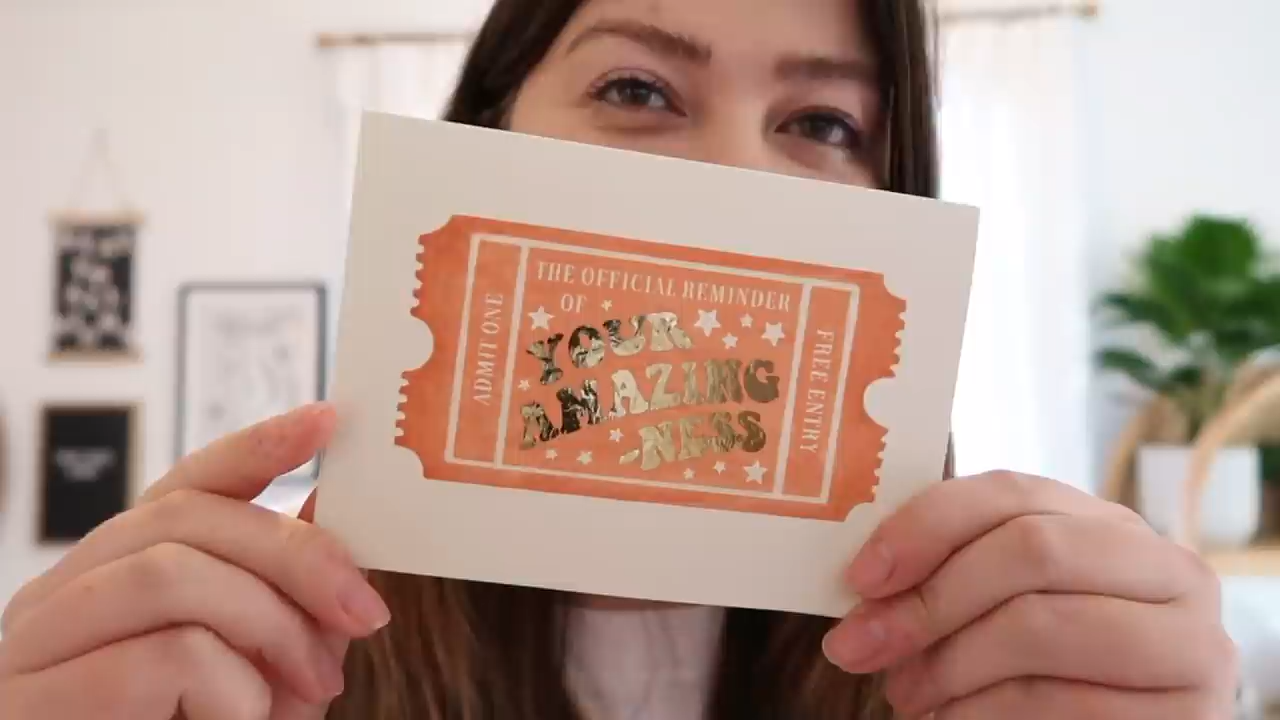 ADMIT ONE
THE OFFICIAL REMINDER
OF
YOUR
AMAZING
-NESS
FREE ENTRY